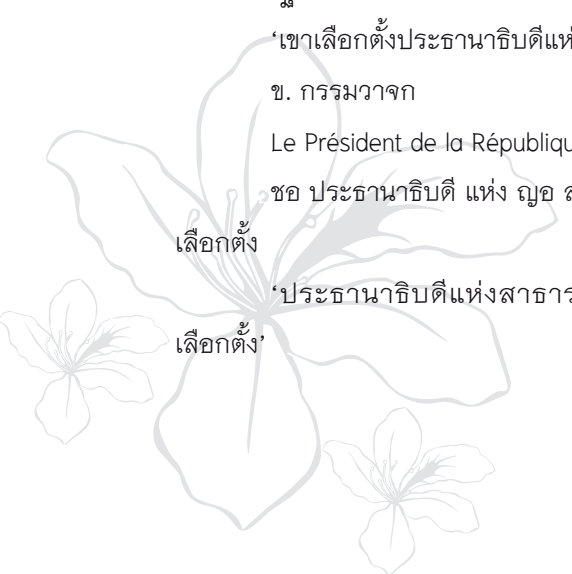 ‘เขาเลือกตั้งประธานาธิบดีแห่
ข. กรรมวาจก
Le Président de la Républiqu
ชอ ประธานาธิบดี แห่ง ญอ ส
เลือกตั้ง
‘ประธานาธิบดีแห่งสาธาร
เลือกตั้ง’